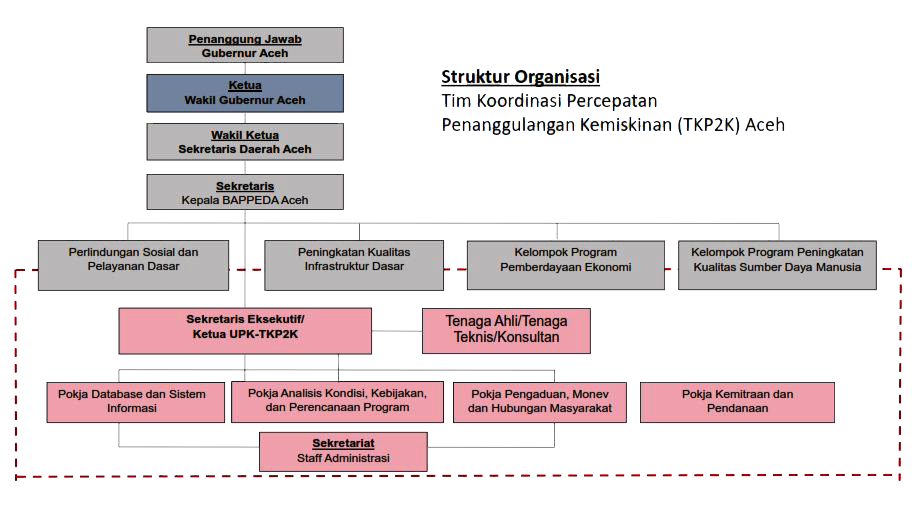 Penanggung Jawab
Gubernur Aceh
Ketua
Wakil Gubernur Aceh
Struktur Organisasi
Tim Koordinasi Percepatan
Penanggulangan Kemiskinan (TKP2K) Aceh
Wakil Ketua
Sekretaris Daerah Aceh
Sekretaris
Kepala BAPPEDA Aceh
Perlindungan Sosial dan
Pelayanan Dasar
Peningkatan Kualitas
Infrastruktur Dasar
Kelompok Program
Pemberdayaan Ekonomi
Kelompok Program Peningkatan
Kualitas Sumber Daya Manusia
Sekretaris Eksekutif/
Ketua UPK-TKP2K
Tenaga Ahli/Tenaga
Teknis/Konsultan
Pokja Database dan Sistem
Informasi
Pokja Analisis Kondisi, Kebijakan,
dan Perencanaan Program
Pokja Pengaduan, Monev
dan Hubungan Masyarakat
Pokja Kemitraan dan
Pendanaan
Sekretariat
Staff Administrasi